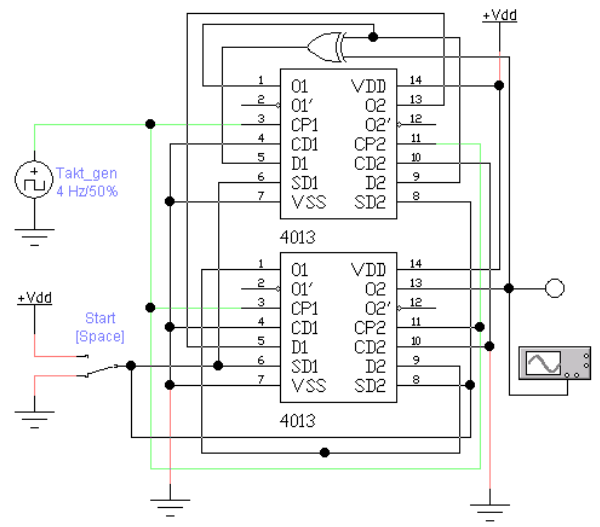 +Vdd
1 O1 VDD 14
2 O1' O2 13
3 CP1 O2' 12
4 CD1 CP2 11
5 D1 CD2 10
6 SD1 D2 9
7 VSS SD2 8
4013
Takt_gen
4 Hz/50%
1 O1 VDD 14
2 O1' O2 13
3 CP1 O2' 12
4 CD1 CP2 11
5 D1 CD2 10
6 SD1 D2 9
7 VSS SD2 8
4013
+Vdd
Start
[Space]